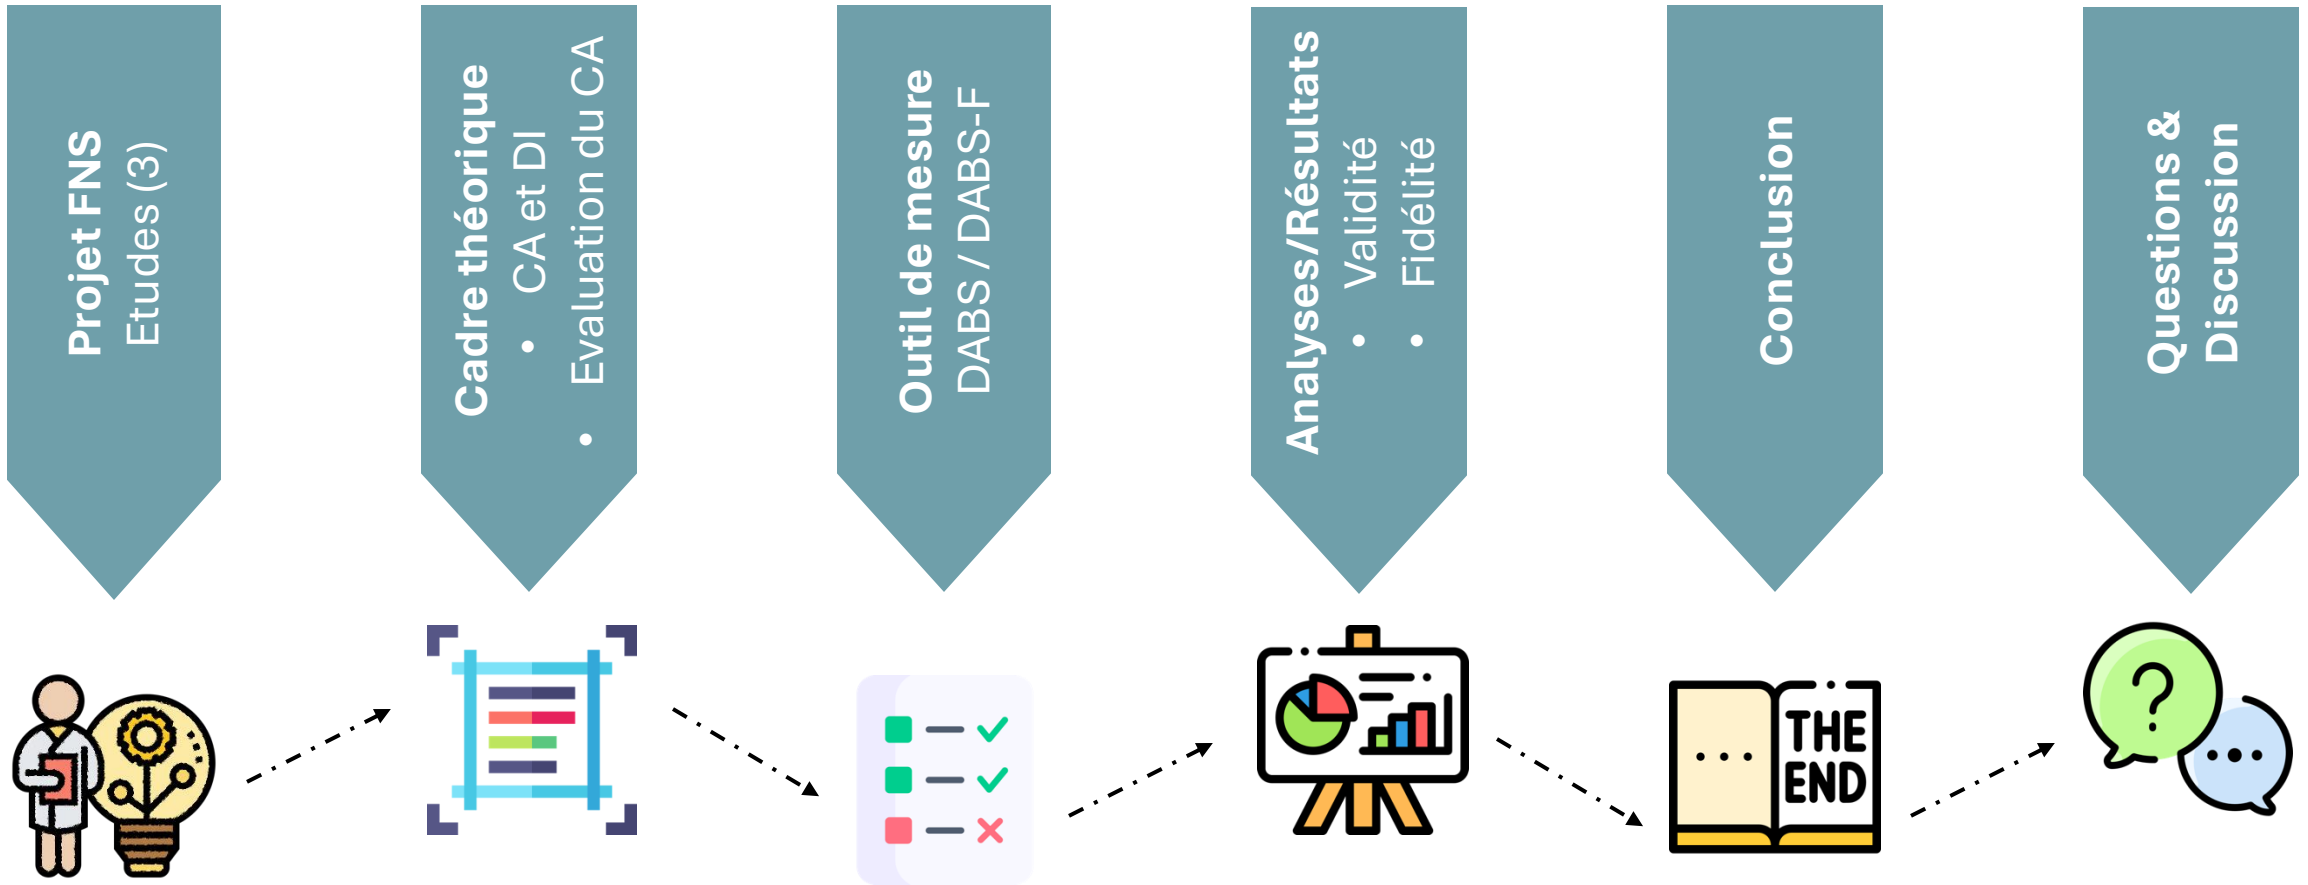 Projet FNS
Etudes (3)
Cadre théorique
• CA et DI
• Evaluation du CA
Outil de mesure
DABS / DABS-F
Analyses/Résultats
• Validité
• Fidélité
Conclusion
Questions &
Discussion
THE
END
?